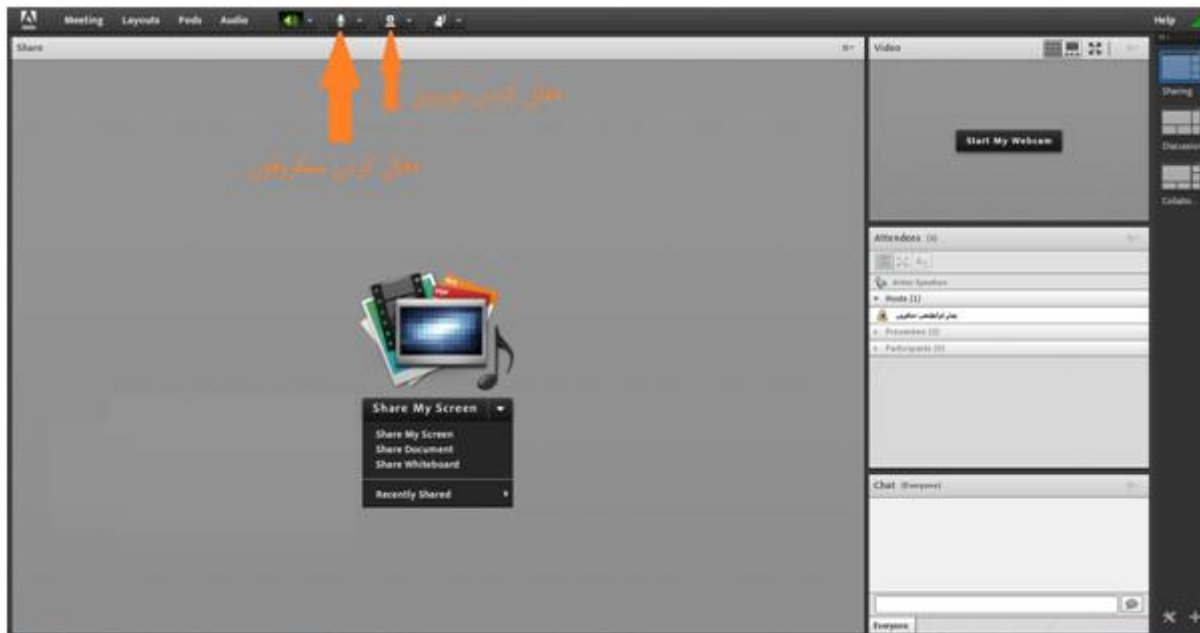 Meeting Layouts Pods Audio Help
Share
Video
فعال کردن دوربین
فعال کردن میکروفون
Start My Webcam
Sharing
Discussion
Collabo...
Attendees
Active Speakers
Hosts (1)
Presenters (0)
Participants (0)
Share My Screen
Share My Screen
Share Document
Share Whiteboard
Recently Shared
Chat (Everyone)
Everyone